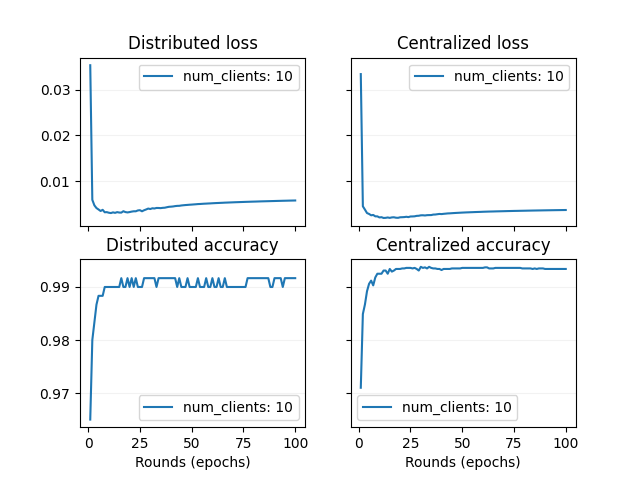 Distributed loss
Centralized loss
num_clients: 10
num_clients: 10
0.03
0.02
0.01
Distributed accuracy
Centralized accuracy
0.99
0.98
0.97
num_clients: 10
num_clients: 10
0 25 50 75 100
0 25 50 75 100
Rounds (epochs)
Rounds (epochs)